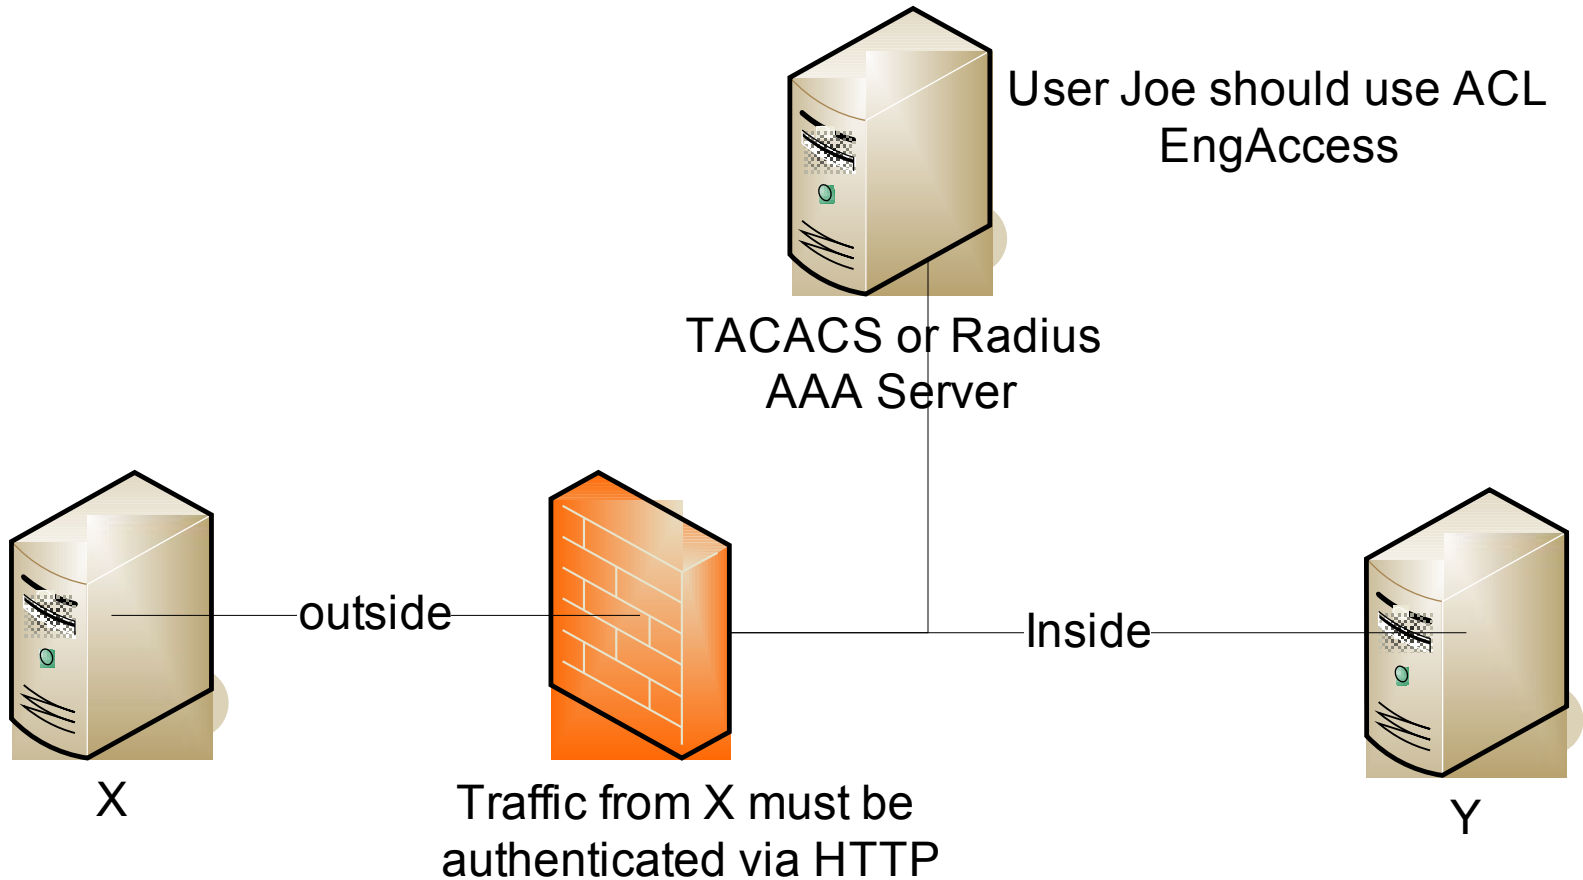 User Joe should use ACL
EngAccess
TACACS or Radius
AAA Server
outside
Inside
X
Traffic from X must be
authenticated via HTTP
Y